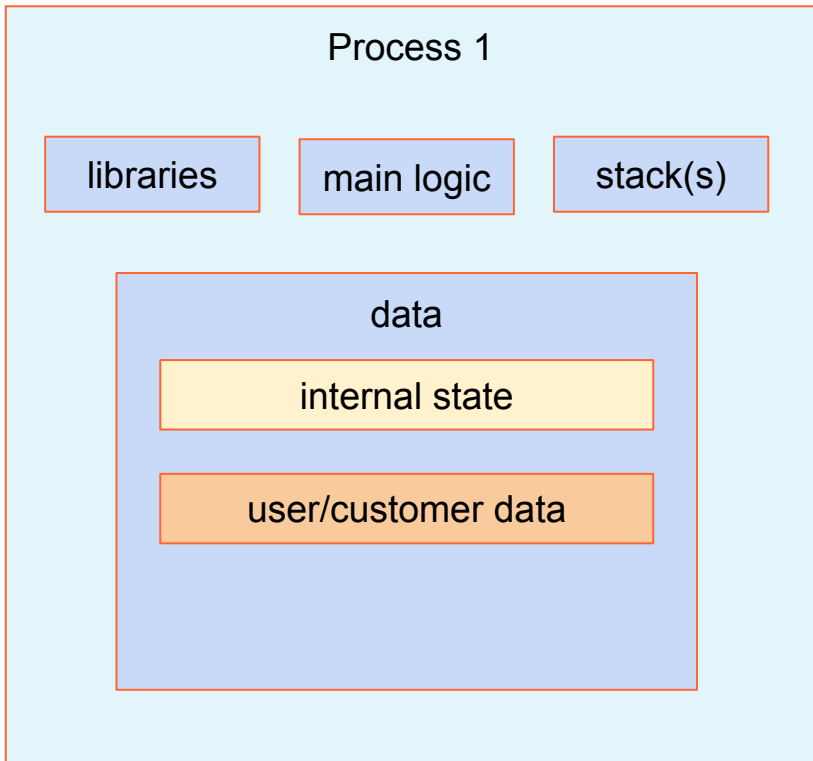 Process 1
libraries
main logic
stack(s)
data
internal state
user/customer data